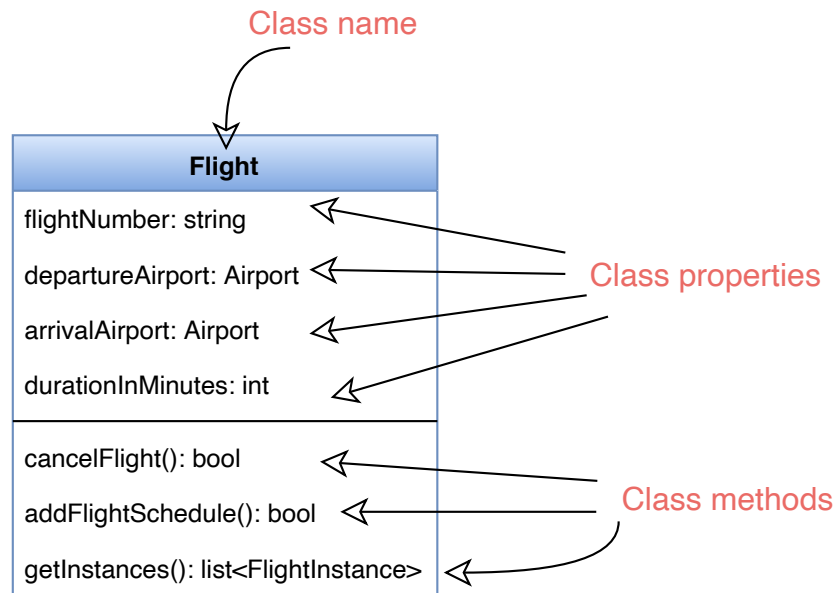 Class name
Flight
flightNumber: string
departureAirport: Airport
Class properties
arrivalAirport: Airport
durationInMinutes: int
cancelFlight(): bool
Class methods
addFlightSchedule(): bool
getInstances(): list<FlightInstance>